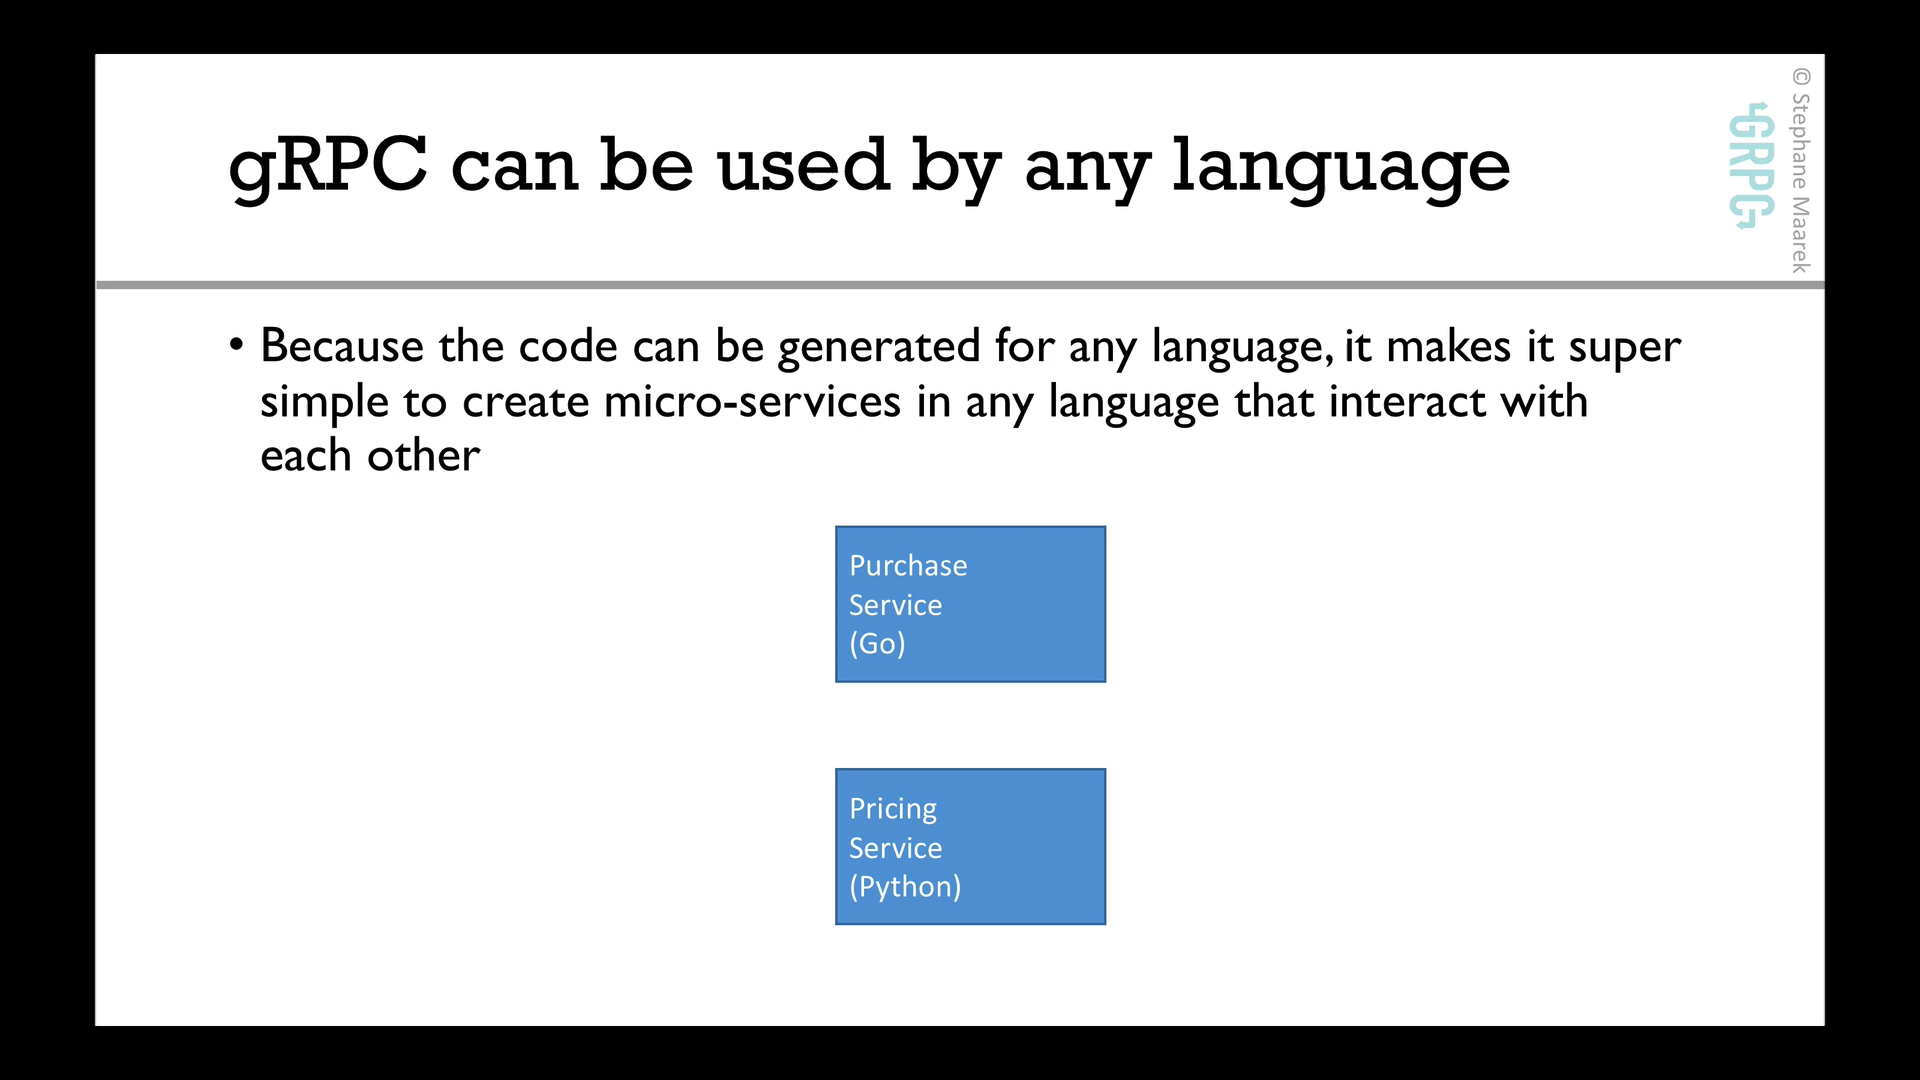 gRPC can be used by any language
© Stephane Maarek
GRPC
• Because the code can be generated for any language, it makes it super
simple to create micro-services in any language that interact with
each other
Purchase
Service
(Go)
Pricing
Service
(Python)